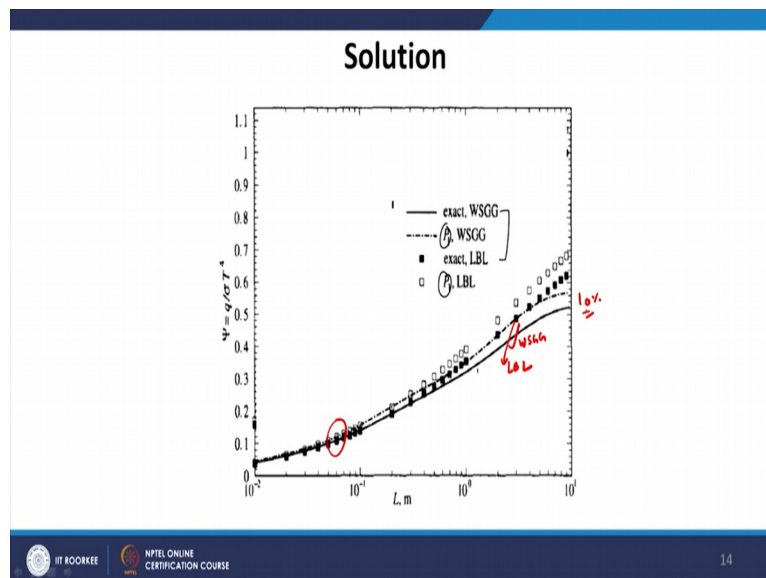 Solution
1.1
1
0.9
0.8
0.7
0.6
0.5
0.4
0.3
0.2
0.1
0
Ψ = q/σT⁴
exact, WSGG
P₁, WSGG
exact, LBL
P₁, LBL
10%
WSGG
LBL
10⁻² 10⁻¹ 10⁰ 10¹
L, m
IIT ROORKEE
NPTEL ONLINE
CERTIFICATION COURSE
14